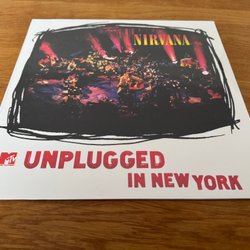 NIRVANA
MTV UNPLUGGED
IN NEW YORK